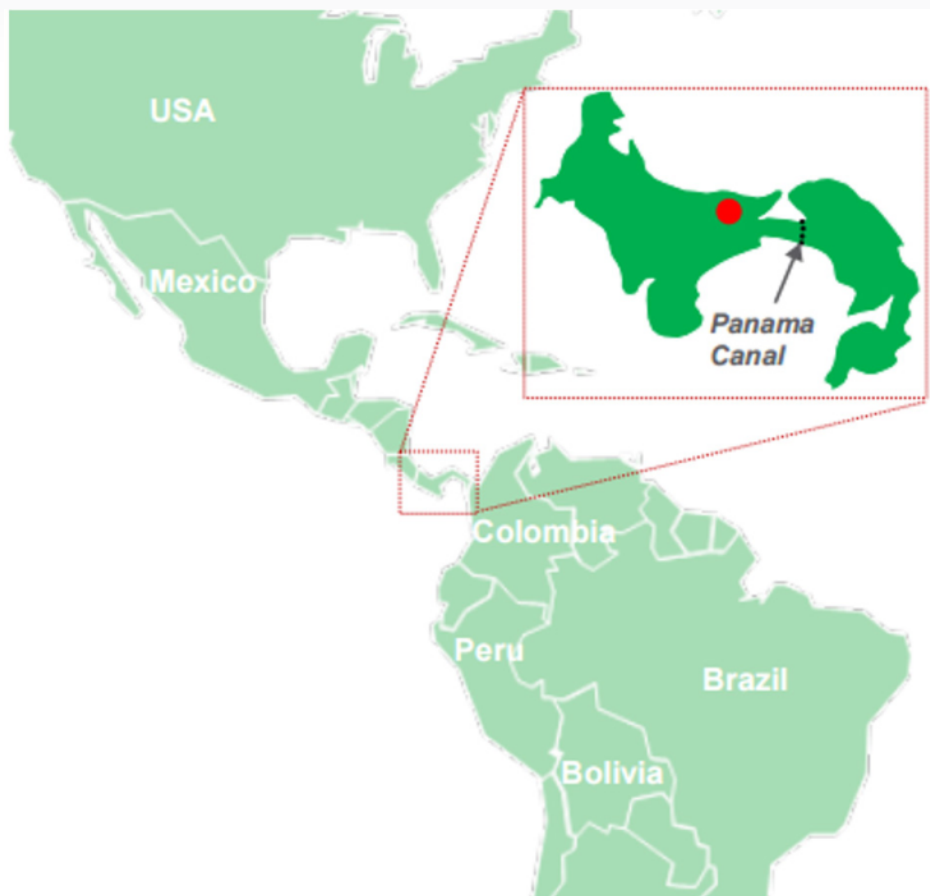 USA
Mexico
Panama
Canal
Colombia
Peru
Brazil
Bolivia